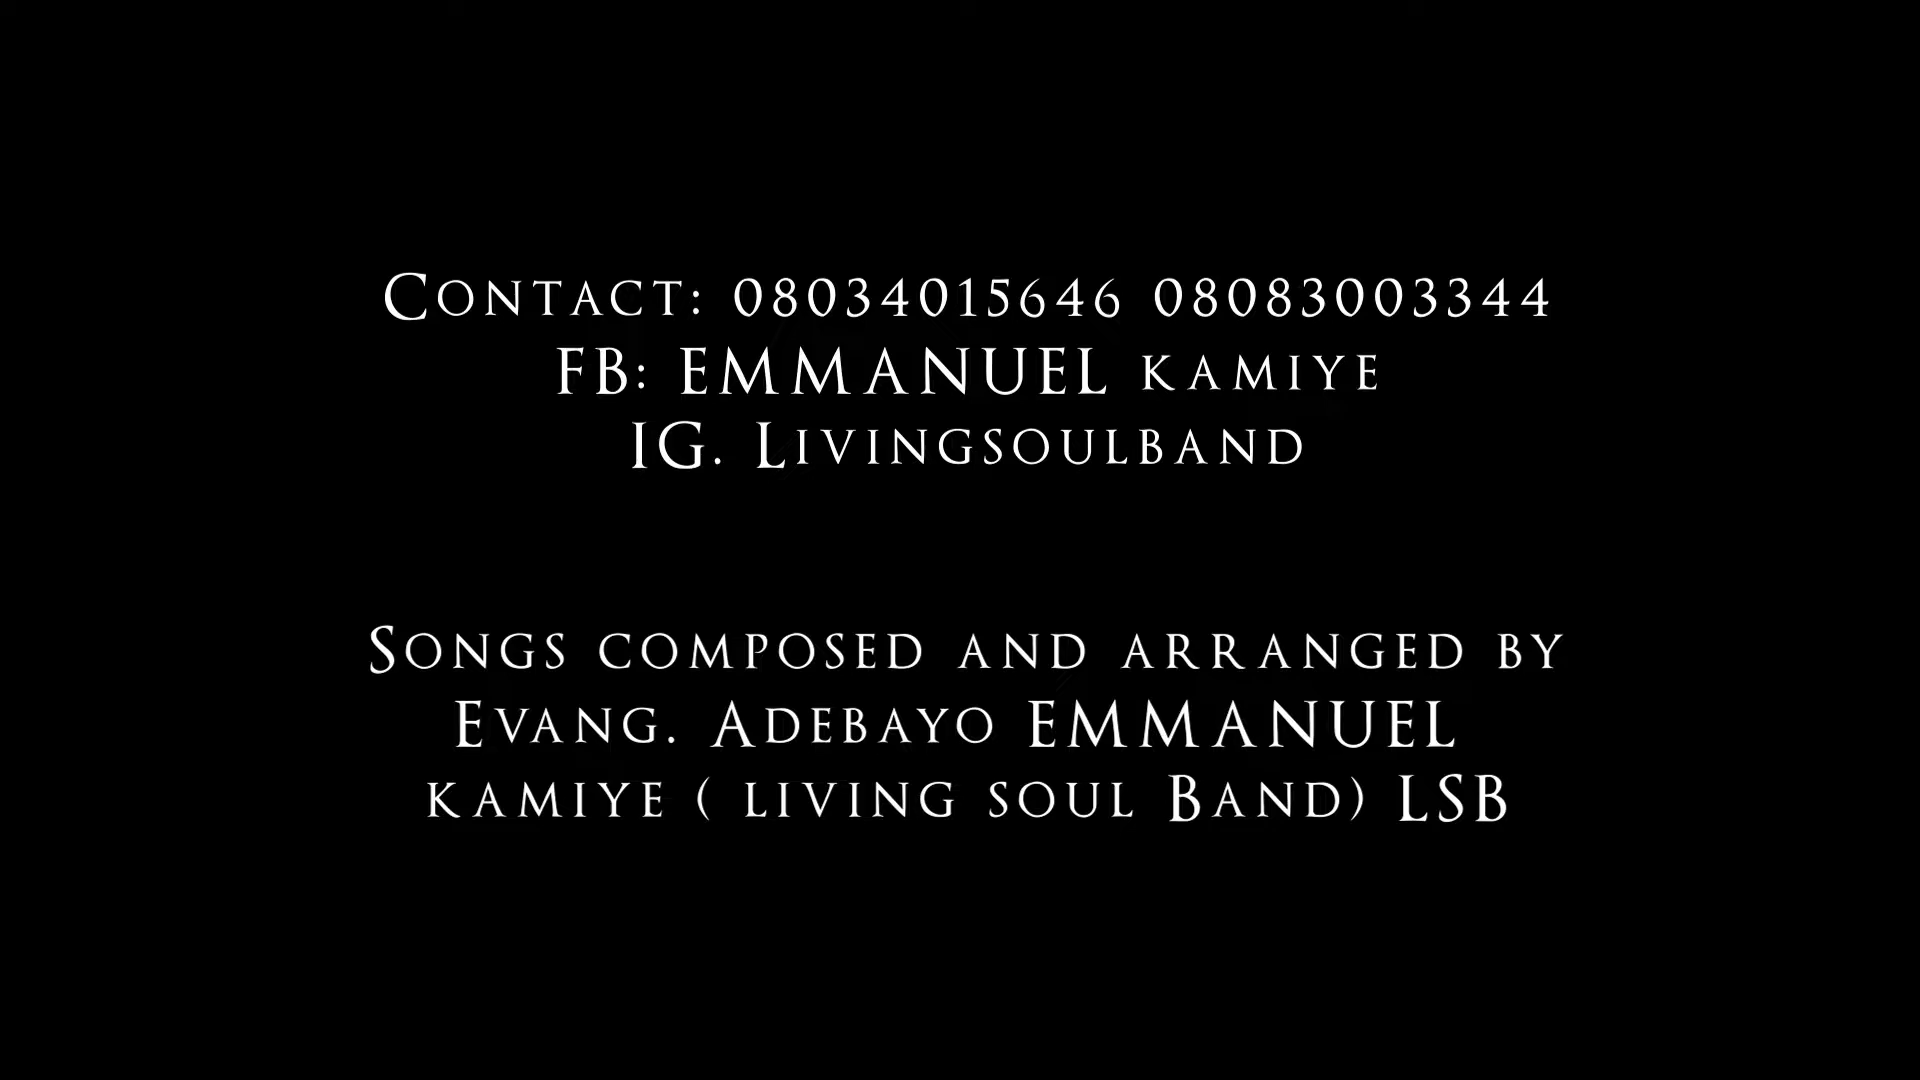 Contact: 08034015646 08083003344
FB: EMMANUEL kamiye
IG. Livingsoulband
Songs composed and arranged by
Evang. Adebayo EMMANUEL
kamiye ( living soul Band) LSB